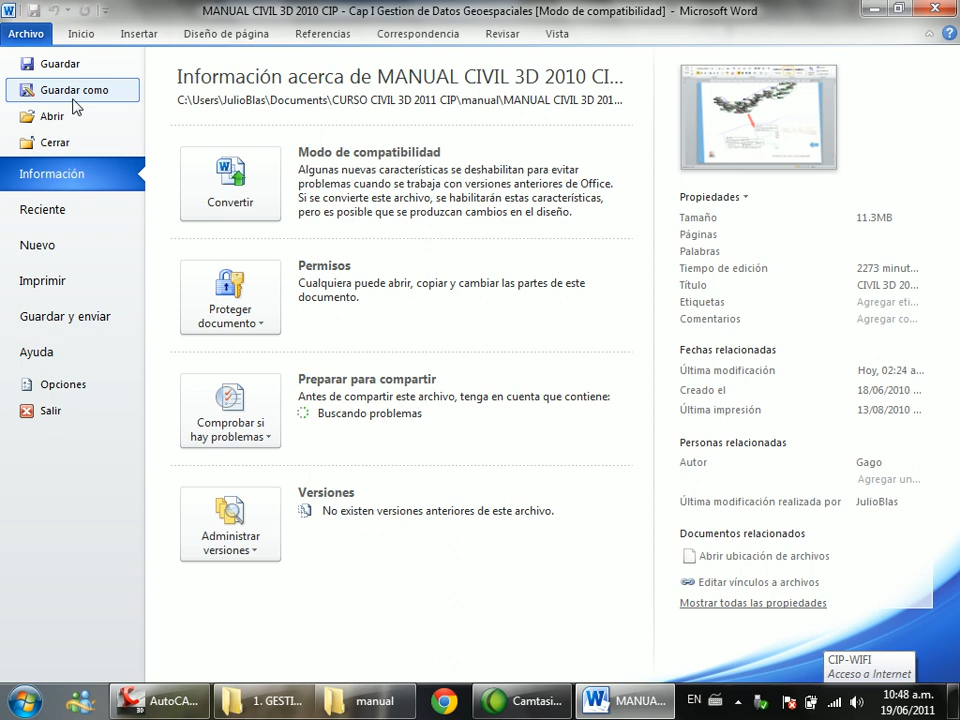 MANUAL CIVIL 3D 2010 CIP - Cap I Gestion de Datos Geoespaciales [Modo de compatibilidad] - Microsoft Word
Archivo
Inicio
Insertar
Diseño de página
Referencias
Correspondencia
Revisar
Vista
Guardar
Guardar como
Abrir
Cerrar
Información
Reciente
Nuevo
Imprimir
Guardar y enviar
Ayuda
Opciones
Salir
Información acerca de MANUAL CIVIL 3D 2010 CI...
C:\Users\JulioBlas\Documents\CURSO CIVIL 3D 2011 CIP\manual\MANUAL CIVIL 3D 201...
Convertir
Modo de compatibilidad
Algunas nuevas características se deshabilitan para evitar
problemas cuando se trabaja con versiones anteriores de Office.
Si se convierte este archivo, se habilitarán estas características,
pero es posible que se produzcan cambios en el diseño.
Proteger
documento
Permisos
Cualquiera puede abrir, copiar y cambiar las partes de este
documento.
Comprobar si
hay problemas
Preparar para compartir
Antes de compartir este archivo, tenga en cuenta que contiene:
Buscando problemas
Administrar
versiones
Versiones
No existen versiones anteriores de este archivo.
Propiedades
Tamaño 11.3MB
Páginas
Palabras
Tiempo de edición 2273 minut...
Título CIVIL 3D 20...
Etiquetas Agregar eti...
Comentarios Agregar co...
Fechas relacionadas
Última modificación Hoy, 02:24 a...
Creado el 18/06/2010 ...
Última impresión 13/08/2010 ...
Personas relacionadas
Autor Gago
Agregar un...
Última modificación realizada por JulioBlas
Documentos relacionados
Abrir ubicación de archivos
Editar vínculos a archivos
Mostrar todas las propiedades
CIP-WIFI
Acceso a Internet
AutoCA...
1. GESTI...
manual
Camtasi...
MANUA...
EN
10:48 a.m.
19/06/2011